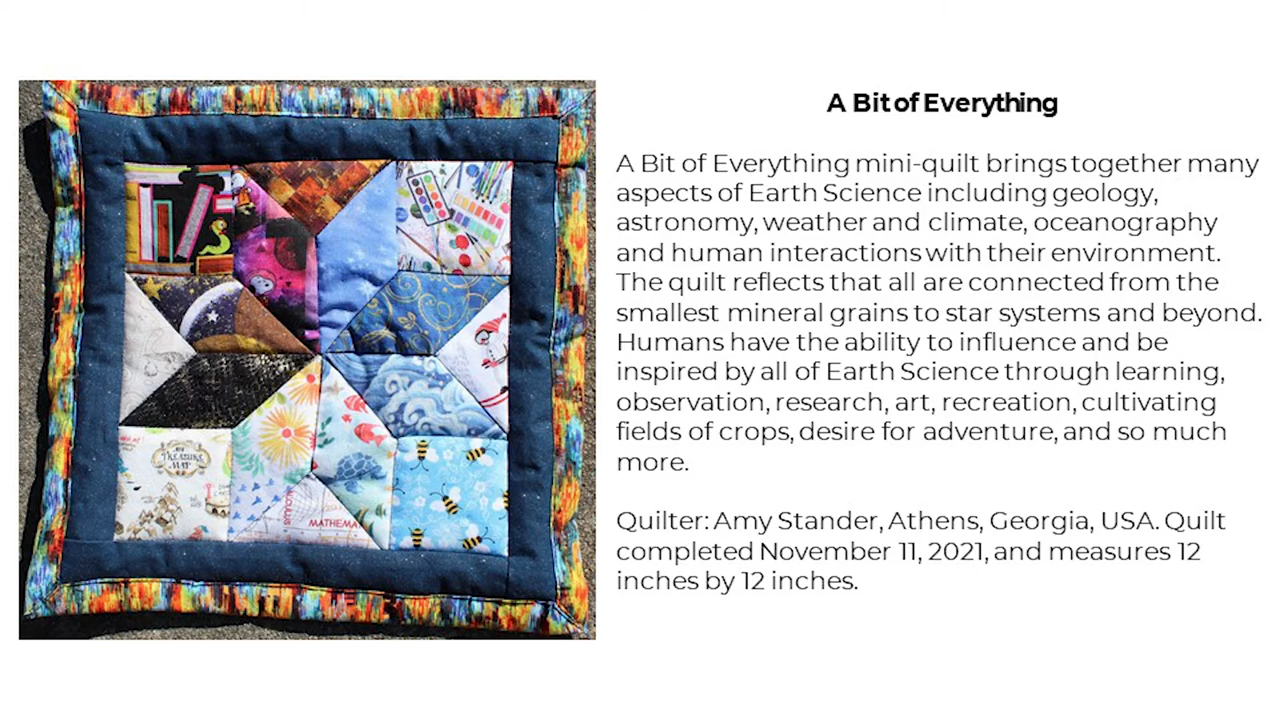 A Bit of Everything
A Bit of Everything mini-quilt brings together many
aspects of Earth Science including geology,
astronomy, weather and climate, oceanography
and human interactions with their environment.
The quilt reflects that all are connected from the
smallest mineral grains to star systems and beyond.
Humans have the ability to influence and be
inspired by all of Earth Science through learning,
observation, research, art, recreation, cultivating
fields of crops, desire for adventure, and so much
more.
Quilter: Amy Stander, Athens, Georgia, USA. Quilt
completed November 11, 2021, and measures 12
inches by 12 inches.
TREASURE
MAP
MATHEMA